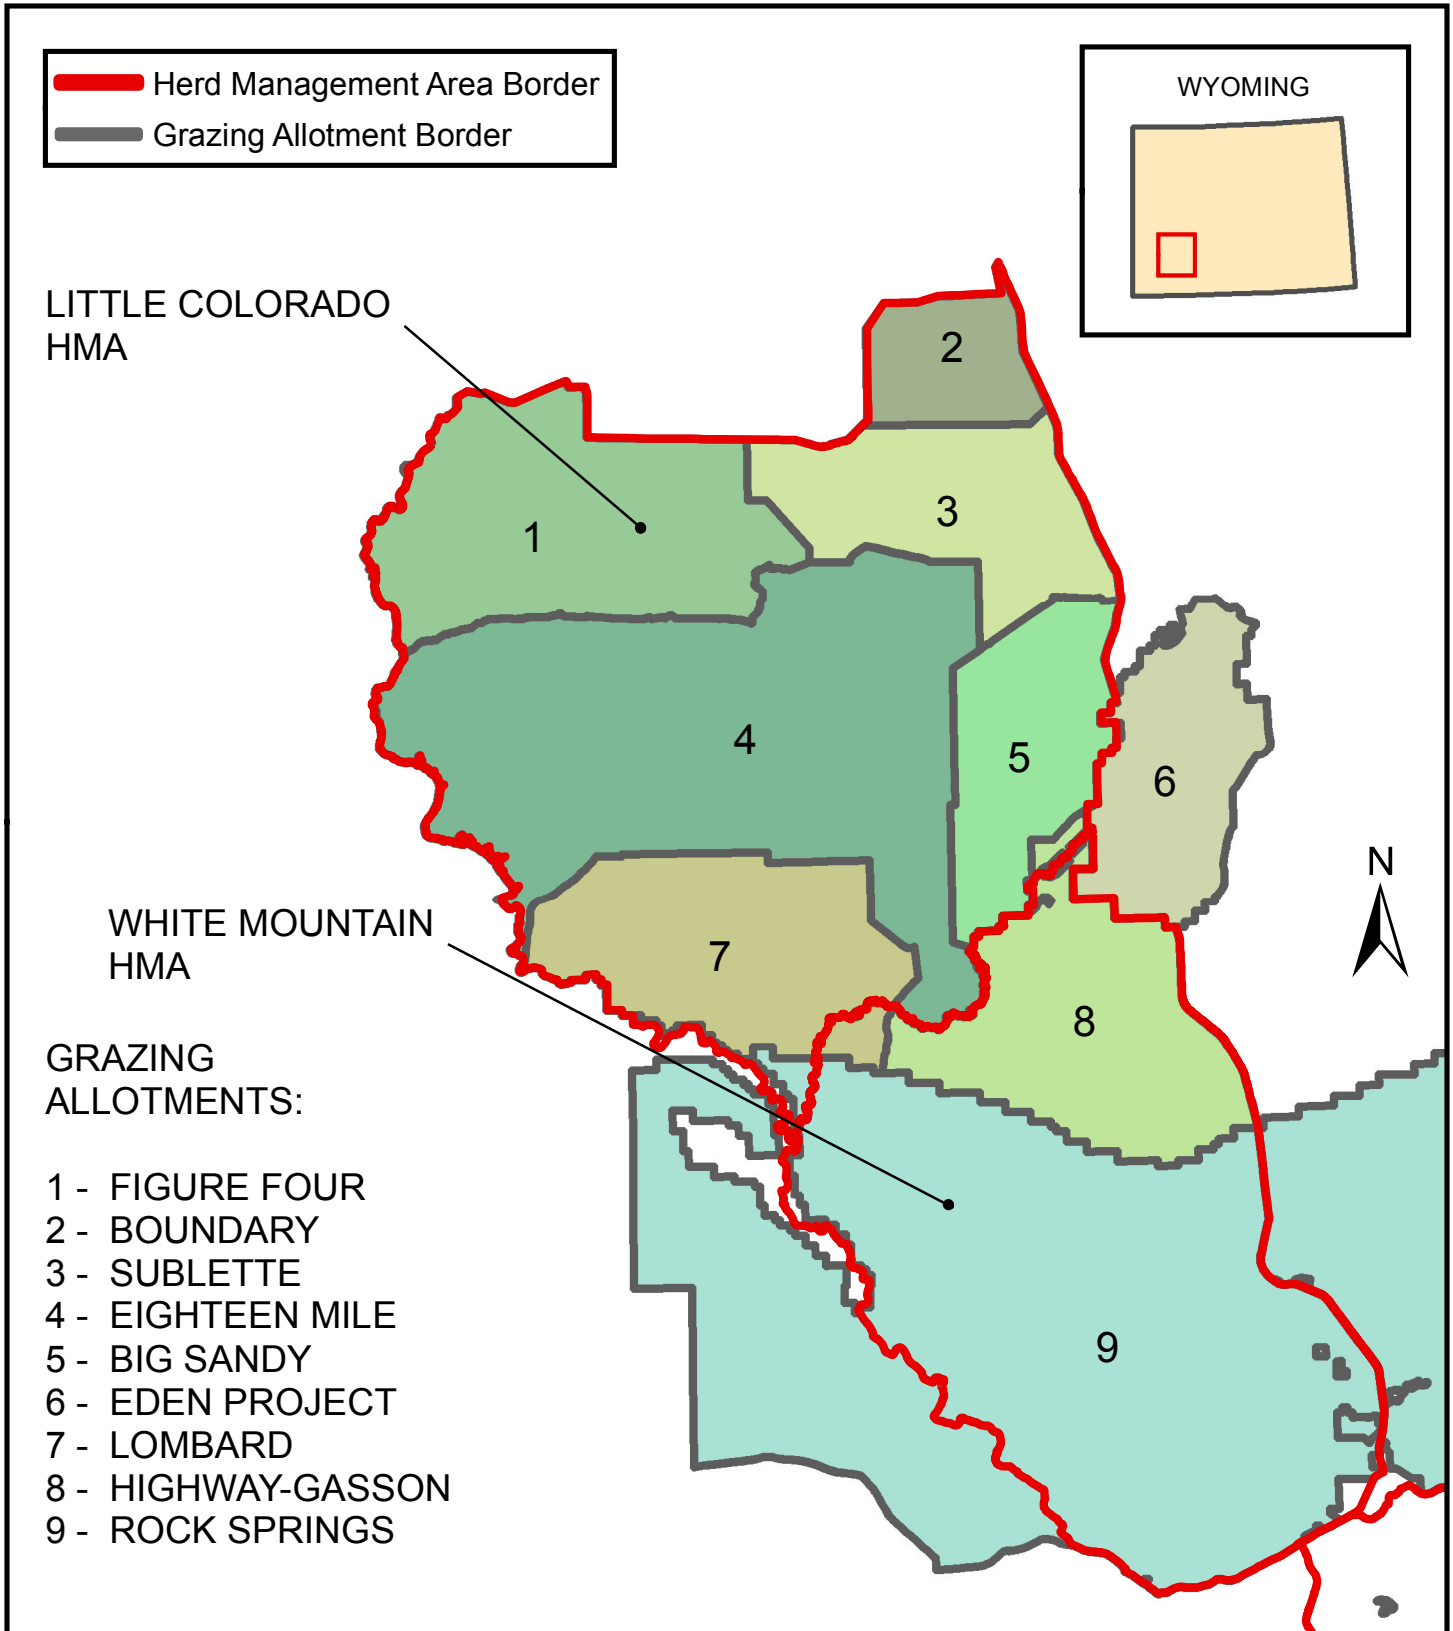 Herd Management Area Border
Grazing Allotment Border
WYOMING
LITTLE COLORADO
HMA
2
3
1
4
5
6
N
WHITE MOUNTAIN
HMA
7
8
9
GRAZING
ALLOTMENTS:
1 - FIGURE FOUR
2 - BOUNDARY
3 - SUBLETTE
4 - EIGHTEEN MILE
5 - BIG SANDY
6 - EDEN PROJECT
7 - LOMBARD
8 - HIGHWAY-GASSON
9 - ROCK SPRINGS